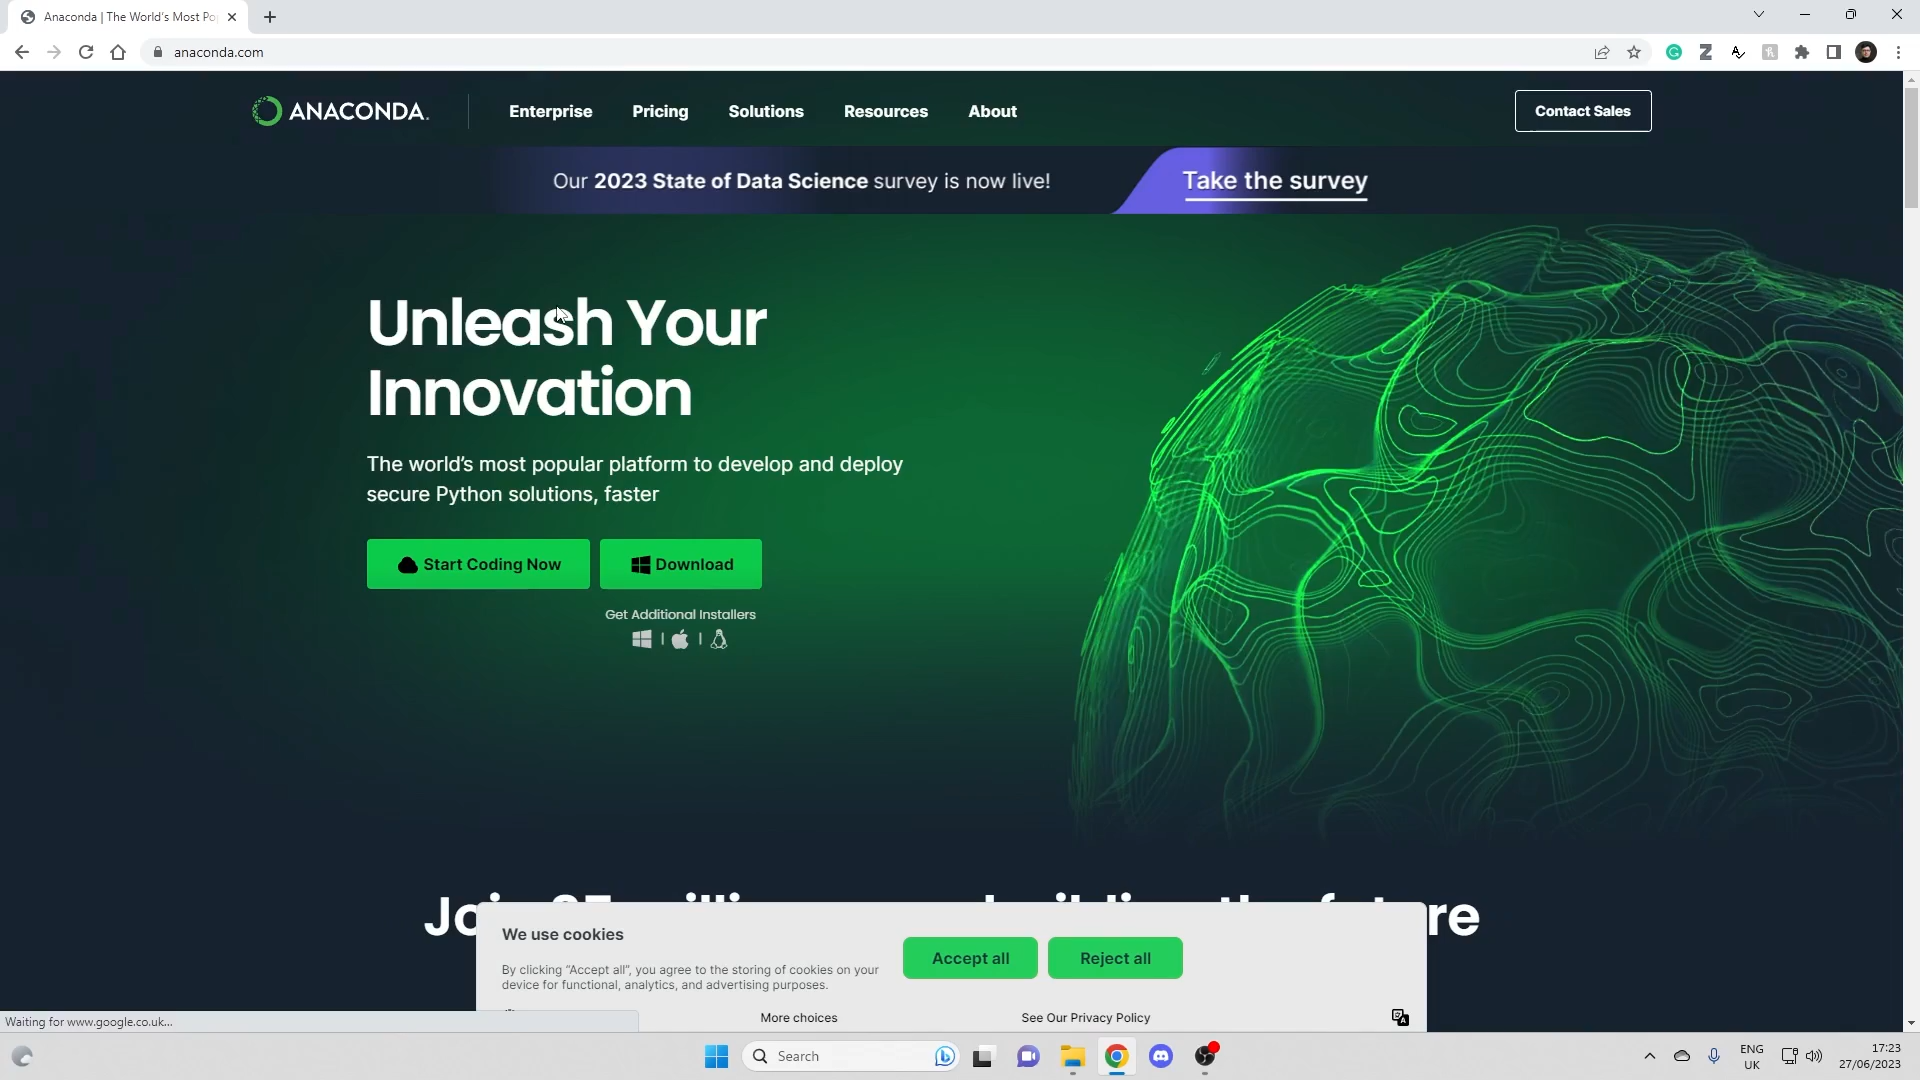 Anaconda | The World's Most Po
anaconda.com
ANACONDA.
Enterprise
Pricing
Solutions
Resources
About
Contact Sales
Our 2023 State of Data Science survey is now live!
Take the survey
Unleash Your
Innovation
The world's most popular platform to develop and deploy
secure Python solutions, faster
Start Coding Now
Download
Get Additional Installers
We use cookies
By clicking “Accept all”, you agree to the storing of cookies on your
device for functional, analytics, and advertising purposes.
Accept all
Reject all
More choices
See Our Privacy Policy
Waiting for www.google.co.uk...
Search
ENG
UK
17:23
27/06/2023